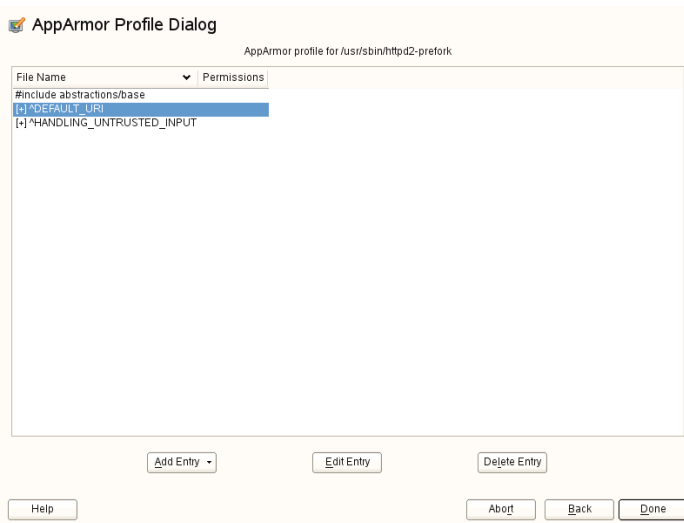 AppArmor Profile Dialog
AppArmor profile for /usr/sbin/httpd2-prefork
File Name Permissions
#include abstractions/base
[+] ^DEFAULT_URI
[+] ^HANDLING_UNTRUSTED_INPUT
Add Entry Edit Entry Delete Entry
Help Abort Back Done